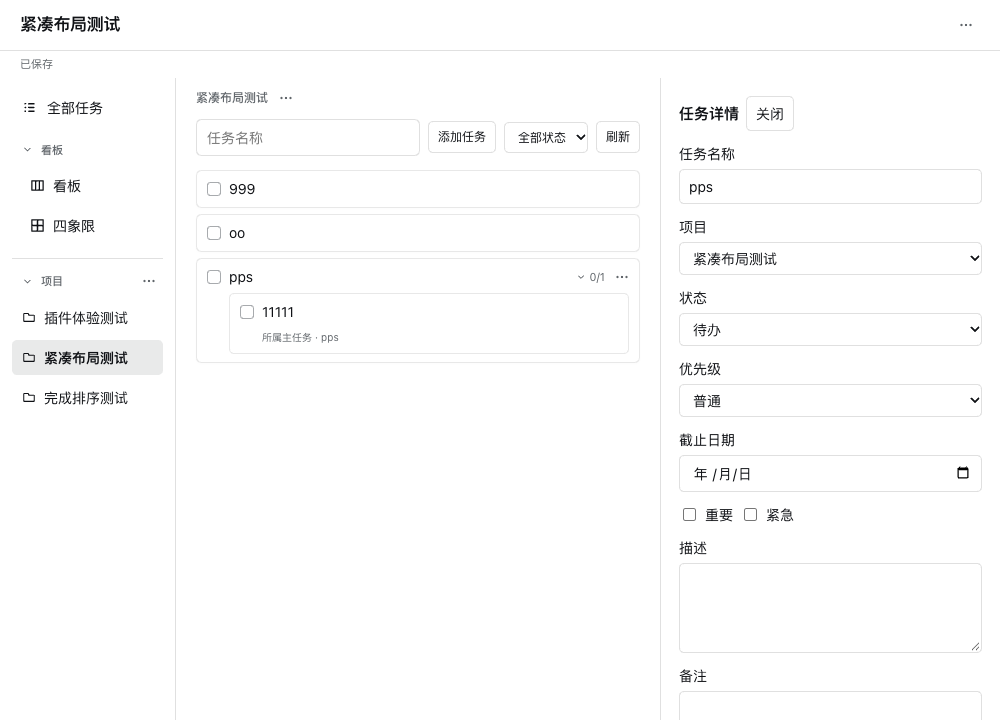 紧凑布局测试
···
已保存
全部任务
看板
看板
四象限
项目 ···
插件体验测试
紧凑布局测试
完成排序测试
紧凑布局测试 ···
任务名称 添加任务 全部状态 刷新
999
oo
pps 0/1 ···
11111
所属主任务 · pps
任务详情 关闭
任务名称
pps
项目
紧凑布局测试
状态
待办
优先级
普通
截止日期
年 /月/日
重要 紧急
描述
备注